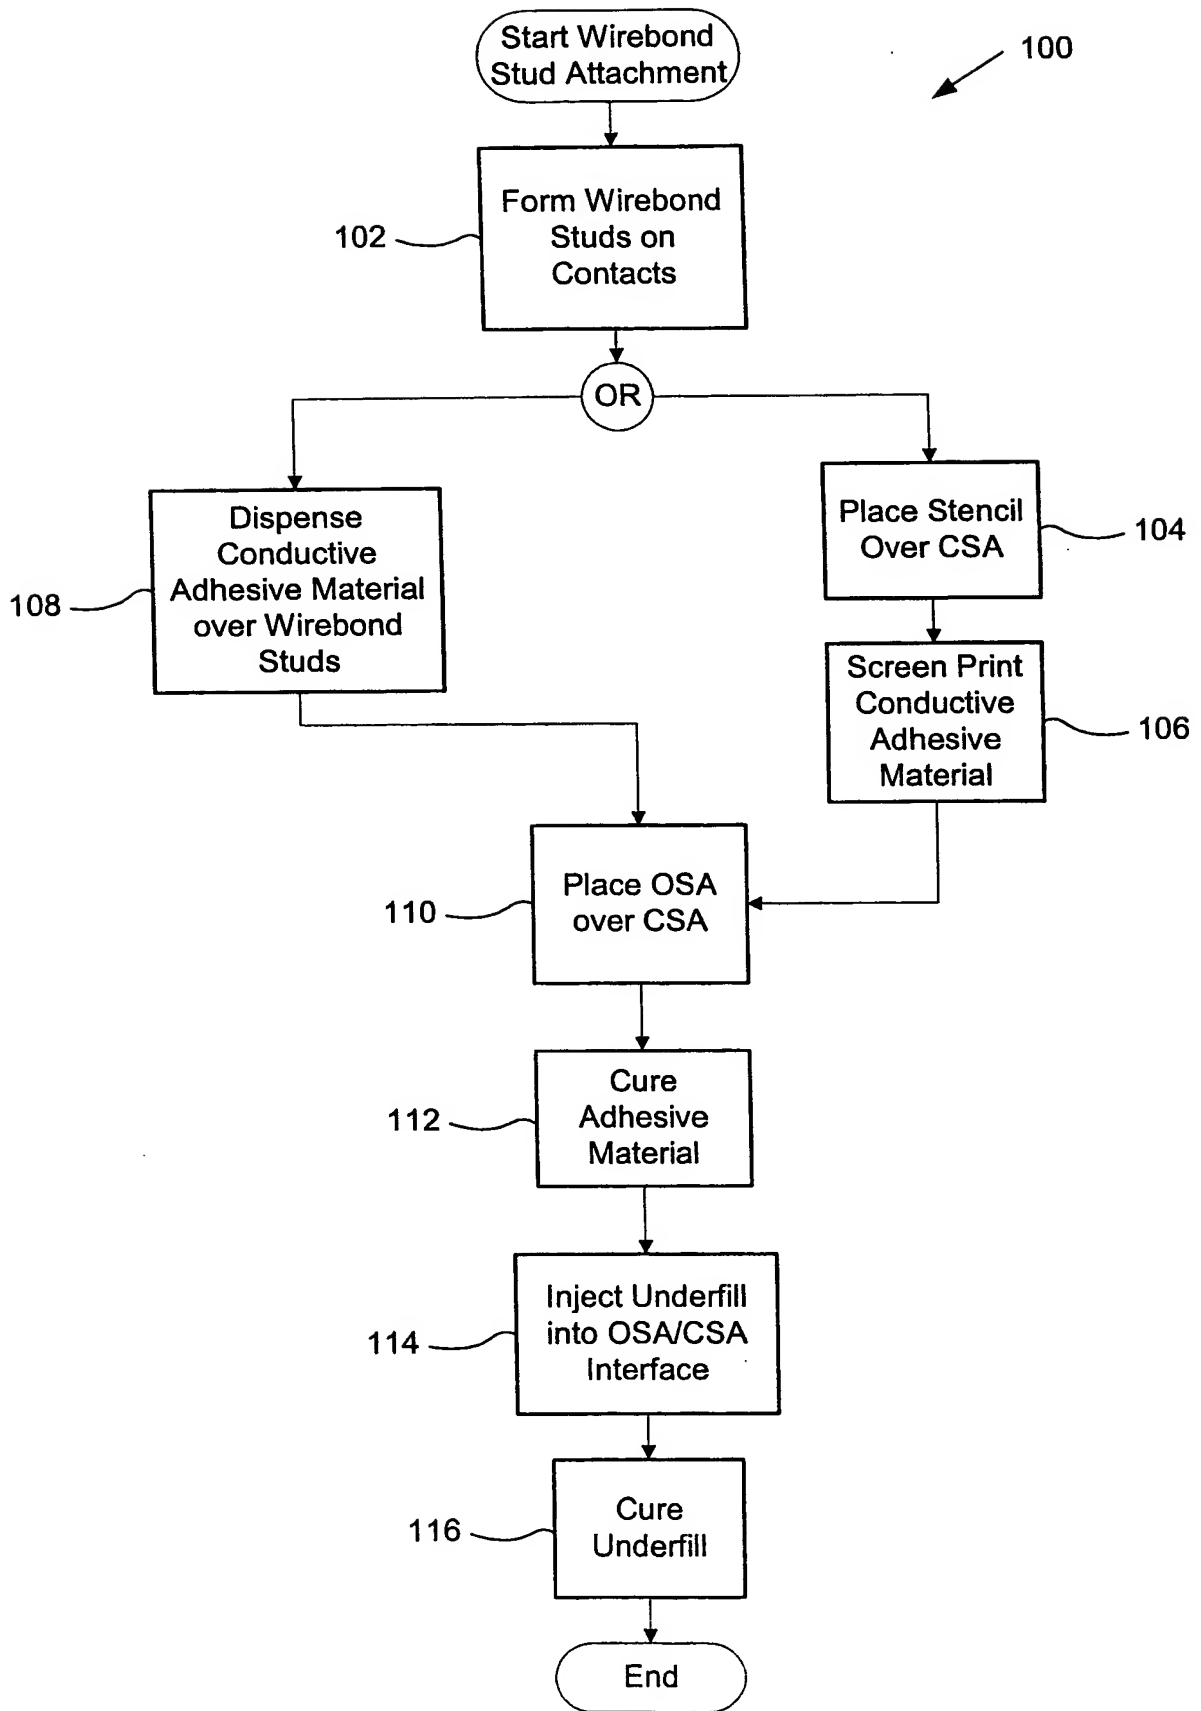 Start Wirebond
Stud Attachment
100
Form Wirebond
Studs on
Contacts
102
OR
Dispense
Conductive
Adhesive Material
over Wirebond
Studs
108
Place Stencil
Over CSA
104
Screen Print
Conductive
Adhesive
Material
106
Place OSA
over CSA
110
Cure
Adhesive
Material
112
Inject Underfill
into OSA/CSA
Interface
114
Cure
Underfill
116
End